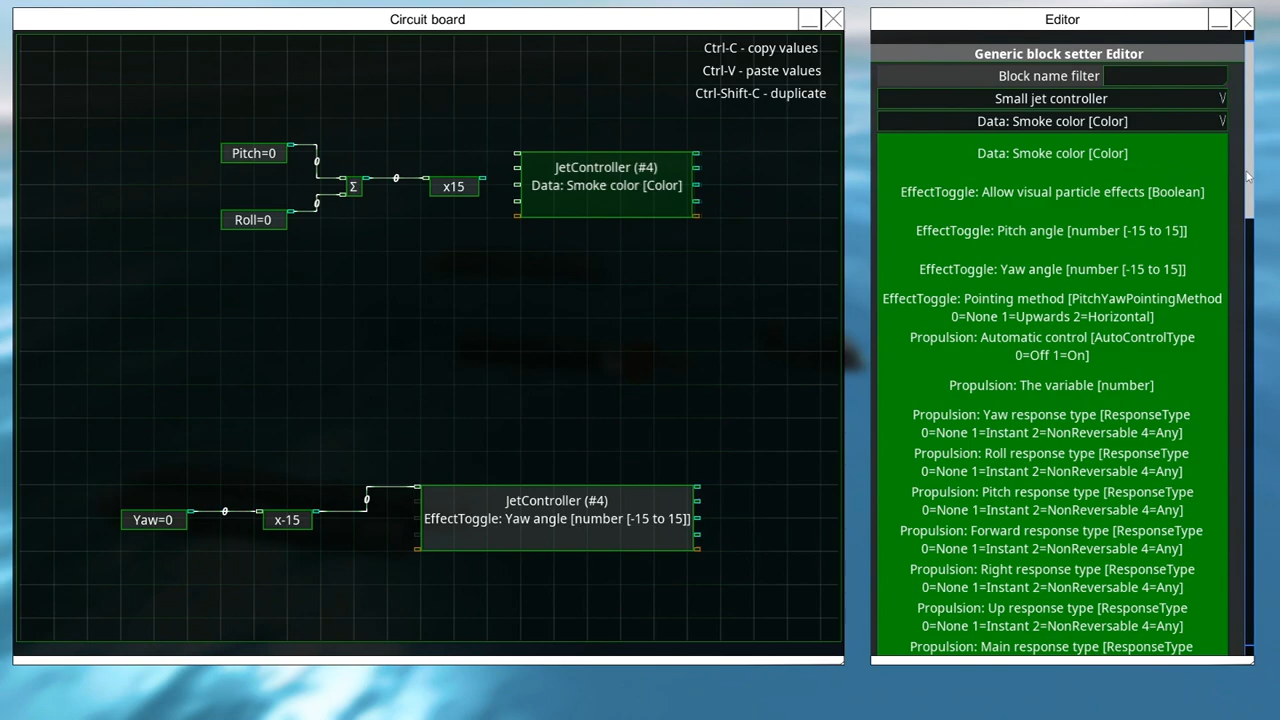 Circuit board
Ctrl-C - copy values
Ctrl-V - paste values
Ctrl-Shift-C - duplicate
Pitch=0
0
Σ
0
x15
0
Roll=0
JetController (#4)
Data: Smoke color [Color]
Yaw=0
0
x-15
0
JetController (#4)
EffectToggle: Yaw angle [number [-15 to 15]]
Editor
Generic block setter Editor
Block name filter
Small jet controller
Data: Smoke color [Color]
Data: Smoke color [Color]
EffectToggle: Allow visual particle effects [Boolean]
EffectToggle: Pitch angle [number [-15 to 15]]
EffectToggle: Yaw angle [number [-15 to 15]]
EffectToggle: Pointing method [PitchYawPointingMethod
0=None 1=Upwards 2=Horizontal]
Propulsion: Automatic control [AutoControlType
0=Off 1=On]
Propulsion: The variable [number]
Propulsion: Yaw response type [ResponseType
0=None 1=Instant 2=NonReversable 4=Any]
Propulsion: Roll response type [ResponseType
0=None 1=Instant 2=NonReversable 4=Any]
Propulsion: Pitch response type [ResponseType
0=None 1=Instant 2=NonReversable 4=Any]
Propulsion: Forward response type [ResponseType
0=None 1=Instant 2=NonReversable 4=Any]
Propulsion: Right response type [ResponseType
0=None 1=Instant 2=NonReversable 4=Any]
Propulsion: Up response type [ResponseType
0=None 1=Instant 2=NonReversable 4=Any]
Propulsion: Main response type [ResponseType